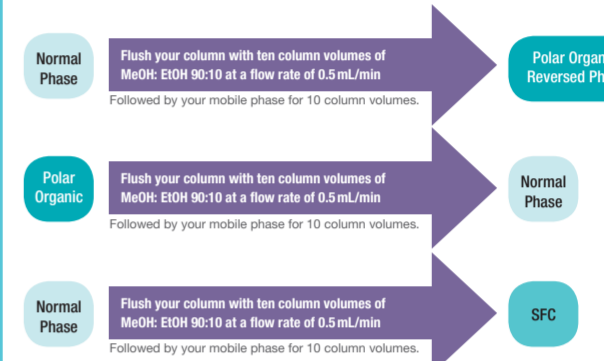 Normal
Phase
Flush your column with ten column volumes of
MeOH: EtOH 90:10 at a flow rate of 0.5 mL/min
Followed by your mobile phase for 10 column volumes.
Polar
Reversed
Polar
Organic
Flush your column with ten column volumes of
MeOH: EtOH 90:10 at a flow rate of 0.5 mL/min
Followed by your mobile phase for 10 column volumes.
Normal
Phase
Normal
Phase
Flush your column with ten column volumes of
MeOH: EtOH 90:10 at a flow rate of 0.5 mL/min
Followed by your mobile phase for 10 column volumes.
SFC